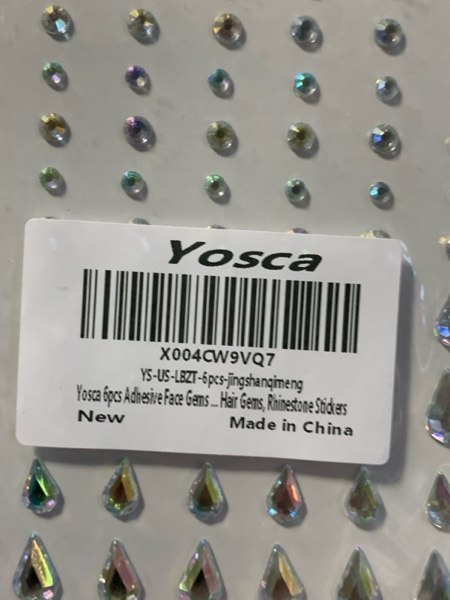 Yosca
X004CW9VQ7
YS-US-LBZT-6pcs-jingshanqimeng
Yosca 6pcs Adhesive Face Gems ... Hair Gems, Rhinestone Stickers
New Made in China